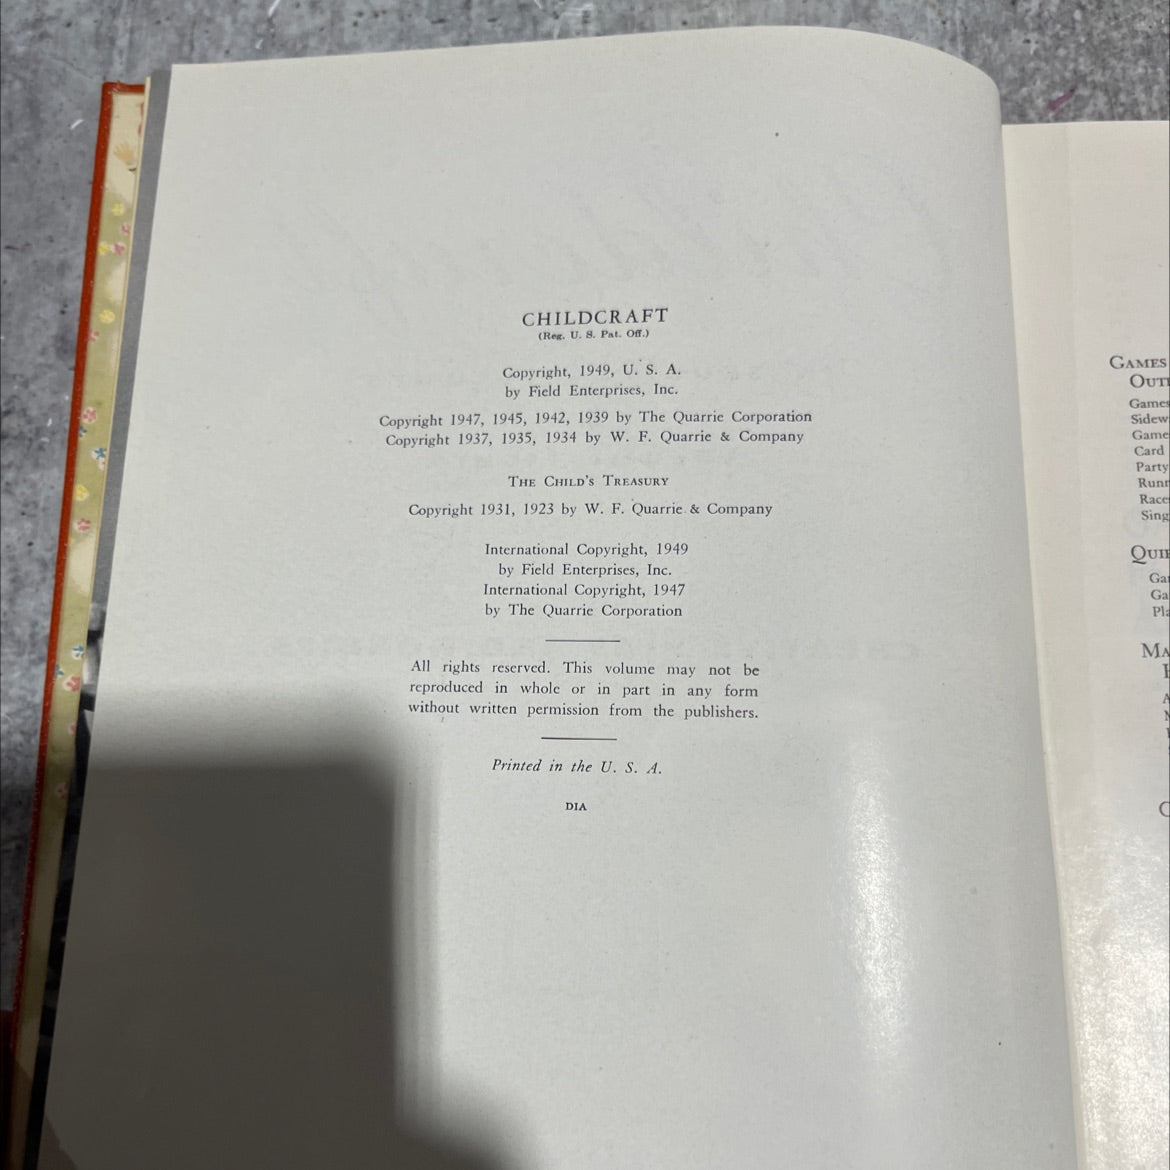 CHILDCRAFT
(Reg. U. S. Pat. Off.)
Copyright, 1949, U. S. A.
by Field Enterprises, Inc.
Copyright 1947, 1945, 1942, 1939 by The Quarrie Corporation
Copyright 1937, 1935, 1934 by W. F. Quarrie & Company
THE CHILD'S TREASURY
Copyright 1931, 1923 by W. F. Quarrie & Company
International Copyright, 1949
by Field Enterprises, Inc.
International Copyright, 1947
by The Quarrie Corporation
All rights reserved. This volume may not be
reproduced in whole or in part in any form
without written permission from the publishers.
Printed in the U. S. A.
DIA
GAMES
Games
Card
Party